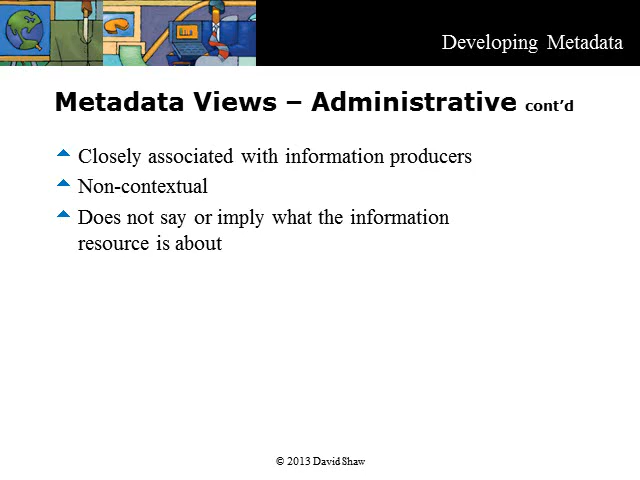 Developing Metadata
Metadata Views – Administrative cont'd
Closely associated with information producers
Non-contextual
Does not say or imply what the information
resource is about
© 2013 David Shaw